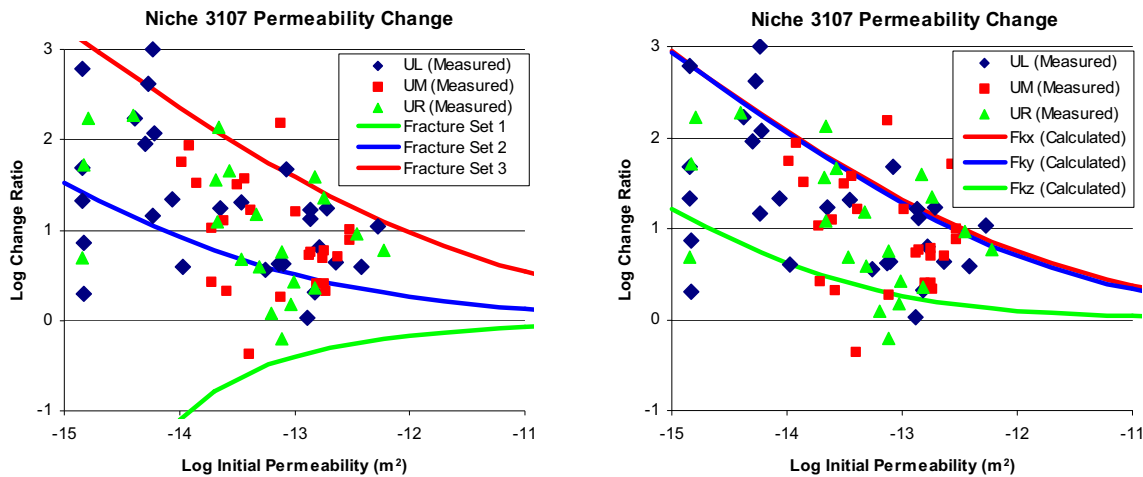 Niche 3107 Permeability Change
Log Change Ratio
3
2
1
0
-1
-15
-14
-13
-12
-11
Log Initial Permeability (m²)
UL (Measured)
UM (Measured)
UR (Measured)
Fracture Set 1
Fracture Set 2
Fracture Set 3
Niche 3107 Permeability Change
Log Change Ratio
3
2
1
0
-1
-15
-14
-13
-12
-11
Log Initial Permeability (m²)
UL (Measured)
UM (Measured)
UR (Measured)
Fkx (Calculated)
Fky (Calculated)
Fkz (Calculated)